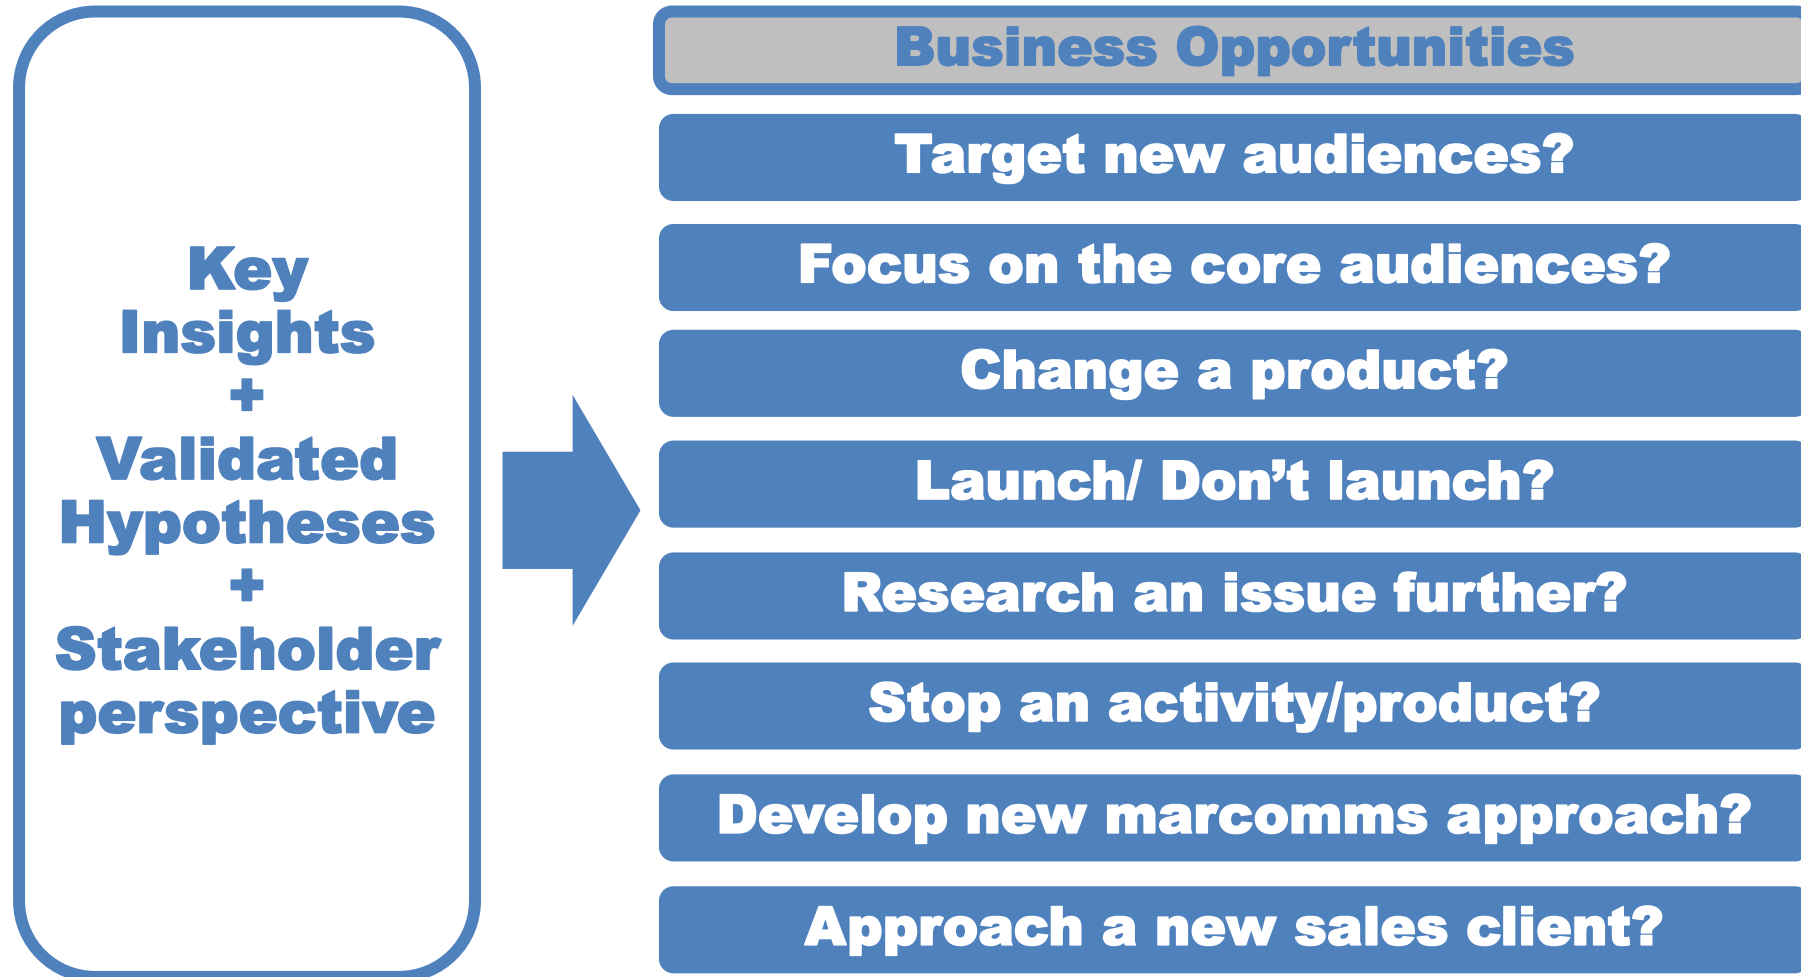 Key
Insights
+
Validated
Hypotheses
+
Stakeholder
perspective
Business Opportunities
Target new audiences?
Focus on the core audiences?
Change a product?
Launch/ Don’t launch?
Research an issue further?
Stop an activity/product?
Develop new marcomms approach?
Approach a new sales client?